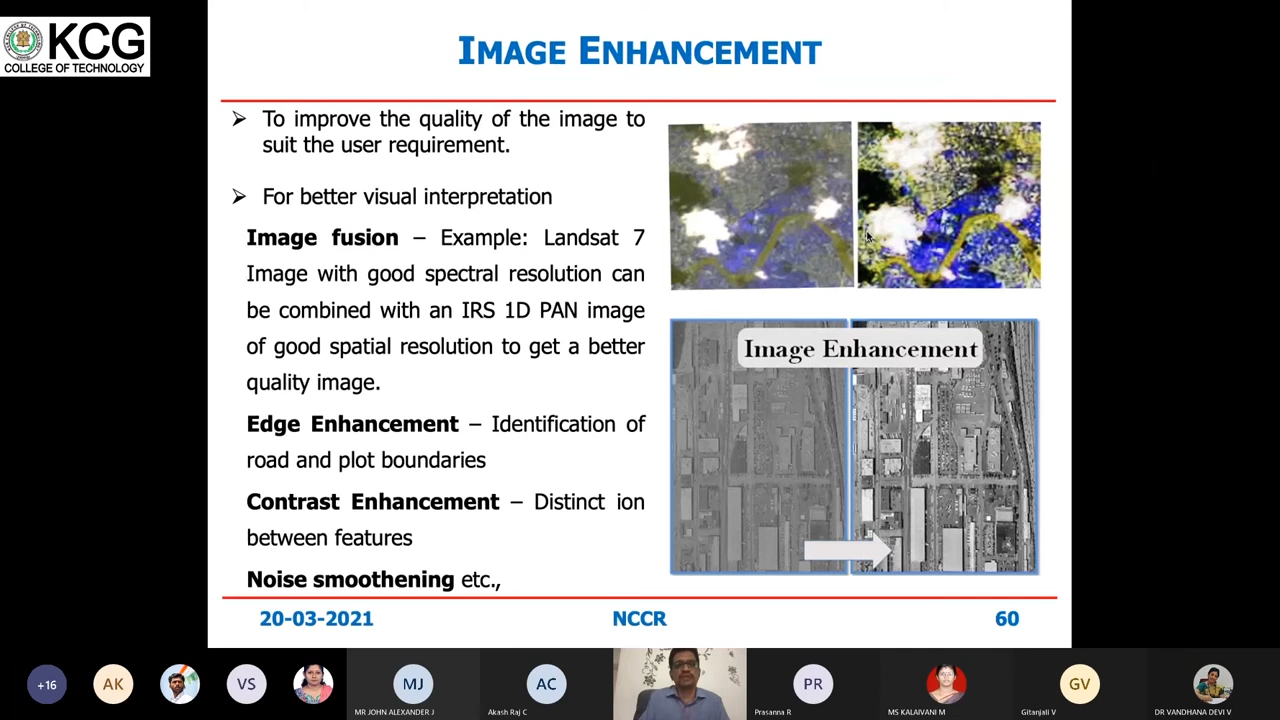 KCG
COLLEGE OF TECHNOLOGY
IMAGE ENHANCEMENT
➢ To improve the quality of the image to
suit the user requirement.
➢ For better visual interpretation
Image fusion – Example: Landsat 7
Image with good spectral resolution can
be combined with an IRS 1D PAN image
of good spatial resolution to get a better
quality image.
Edge Enhancement – Identification of
road and plot boundaries
Contrast Enhancement – Distinct ion
between features
Noise smoothening etc.,
Image Enhancement
20-03-2021 NCCR 60
+16 AK VS MJ AC PR GV
MR JOHN ALEXANDER J Akash Raj C Prasanna R MS KALAIVANI M Gitanjali V DR VANDHANA DEVI V